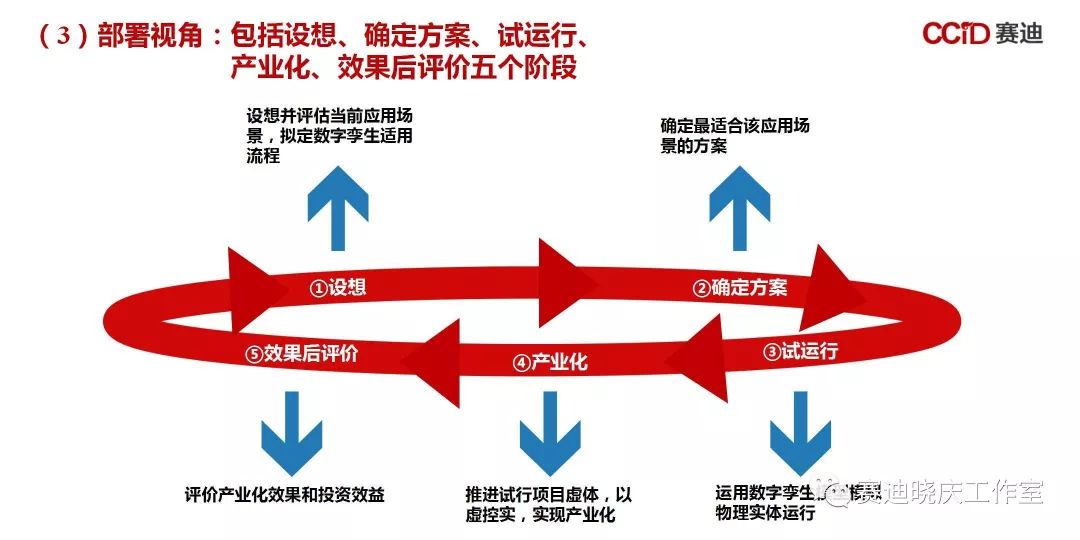 （3）部署视角：包括设想、确定方案、试运行、
产业化、效果后评价五个阶段
CCID 赛迪
设想并评估当前应用场
景，拟定数字孪生适用
流程
确定最适合该应用场
景的方案
①设想
②确定方案
⑤效果后评价
④产业化
③试运行
评价产业化效果和投资效益
推进试行项目虚体，以
虚控实，实现产业化
运用数字孪生
物理实体运行
赛迪晓庆工作室